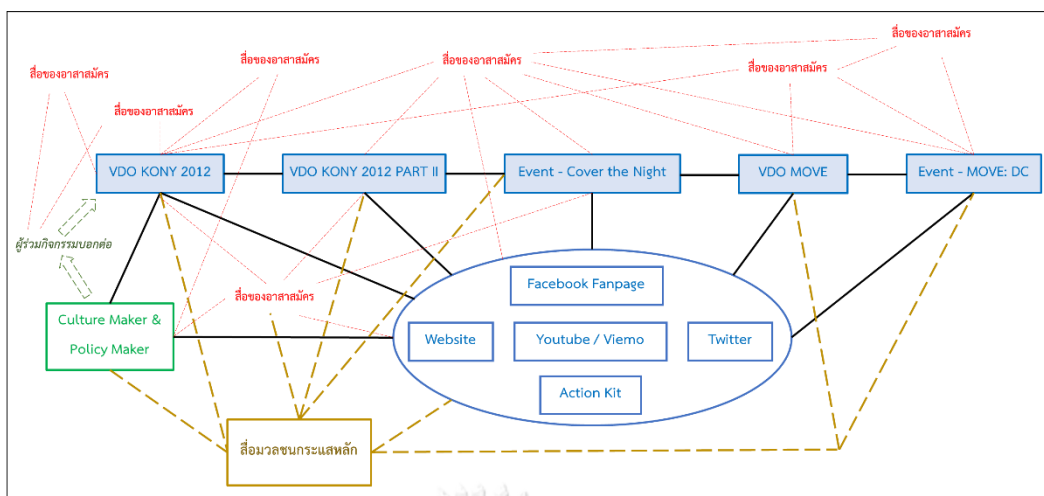 สื่อของอาสาสมัคร
สื่อของอาสาสมัคร
สื่อของอาสาสมัคร
สื่อของอาสาสมัคร
สื่อของอาสาสมัคร
สื่อของอาสาสมัคร
VDO KONY 2012
VDO KONY 2012 PART II
Event - Cover the Night
VDO MOVE
Event - MOVE: DC
ผู้ร่วมกิจกรรมบอกต่อ
สื่อของอาสาสมัคร
Facebook Fanpage
Culture Maker &
Policy Maker
Website
Youtube / Viemo
Twitter
Action Kit
สื่อมวลชนกระแสหลัก